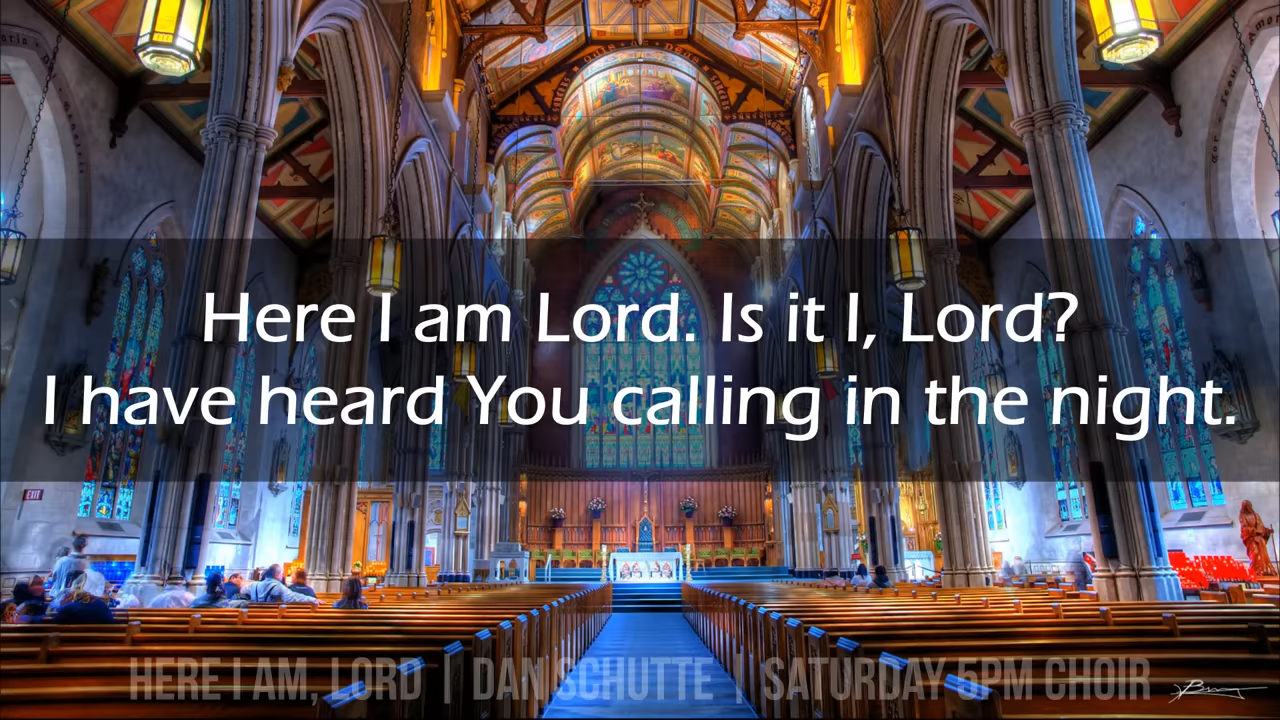 Here I am Lord. Is it I, Lord?
I have heard You calling in the night.
EXIT
HERE I AM, LORD | DAN SCHUTTE | SATURDAY 5PM CHOIR